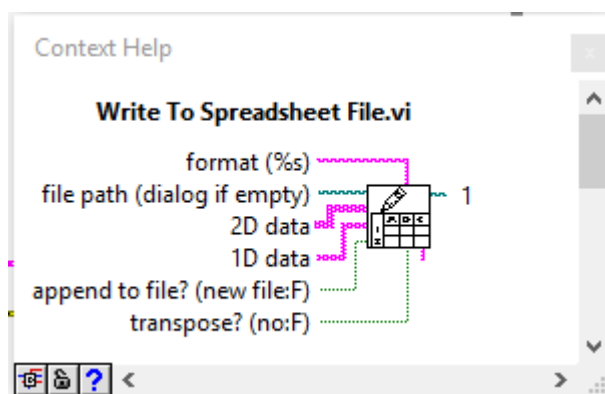 Context Help
x
Write To Spreadsheet File.vi
format (%s)
file path (dialog if empty) 1
2D data
1D data
append to file? (new file:F)
transpose? (no:F)
?